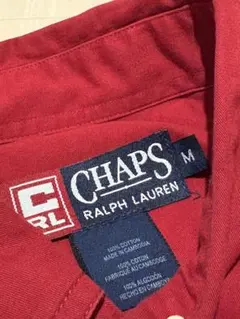 C
RL
CHAPS
RALPH LAUREN
M
100% COTTON
MADE IN CAMBODIA
100% COTON
FABRIQUÉ AU CAMBODGE
100% ALGODÓN
HECHO EN CAMBOYA